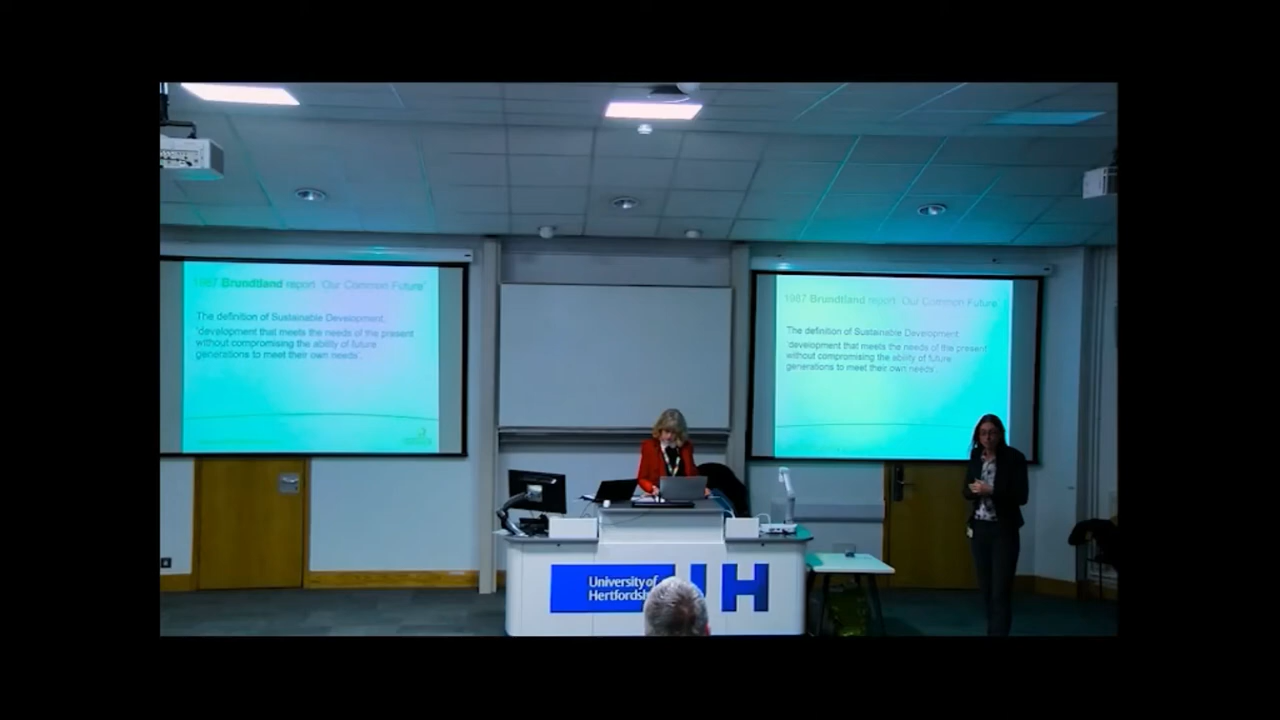 1987 Brundtland report 'Our Common Future'
The definition of Sustainable Development:
'development that meets the needs of the present
without compromising the ability of future
generations to meet their own needs'.
1987 Brundtland report 'Our Common Future'
The definition of Sustainable Development:
'development that meets the needs of the present
without compromising the ability of future
generations to meet their own needs'.
University of
UH